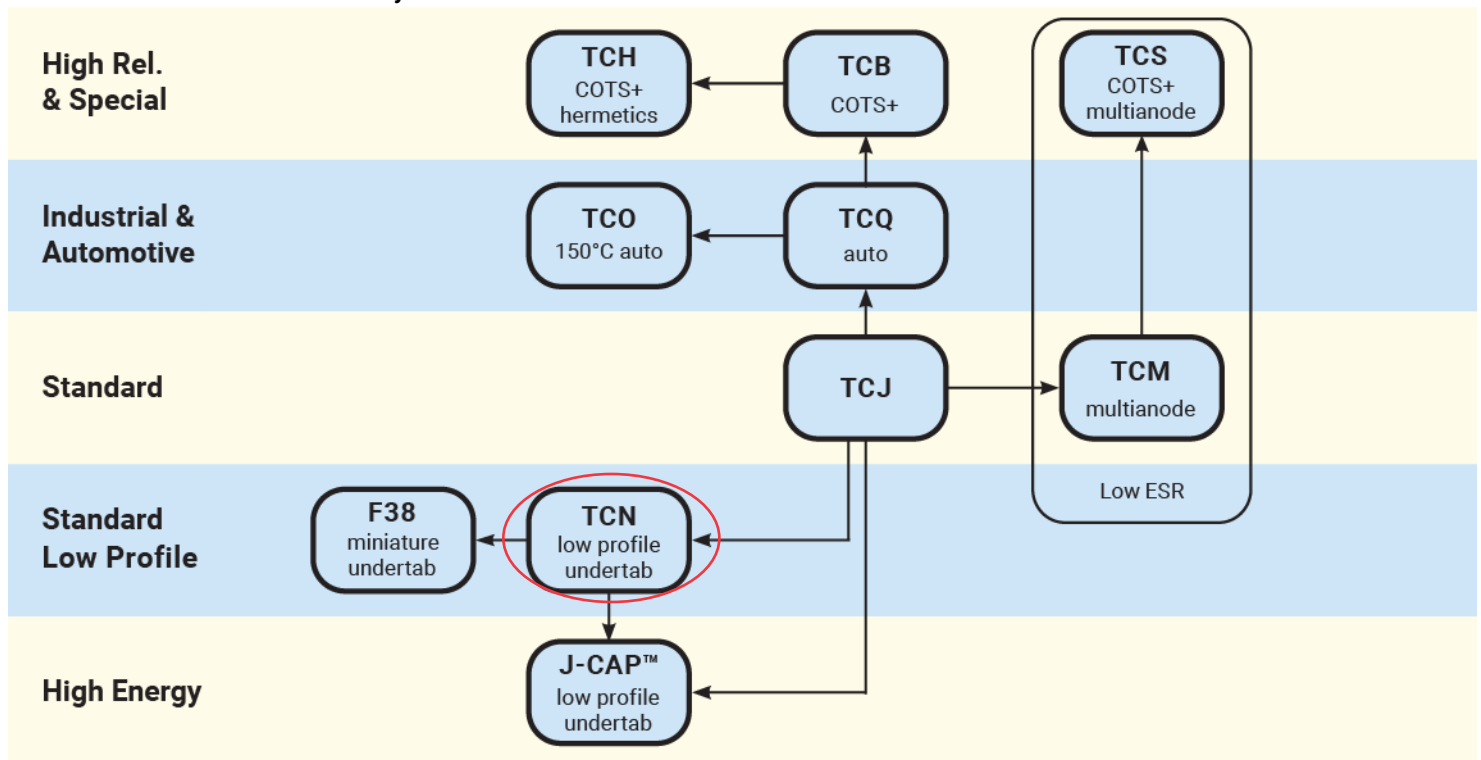 High Rel.
& Special
TCH
COTS+
hermetics
TCB
COTS+
TCS
COTS+
multianode
Industrial &
Automotive
TCO
150°C auto
TCQ
auto
Standard
TCJ
TCM
multianode
Low ESR
Standard
Low Profile
F38
miniature
undertab
TCN
low profile
undertab
High Energy
J-CAP™
low profile
undertab